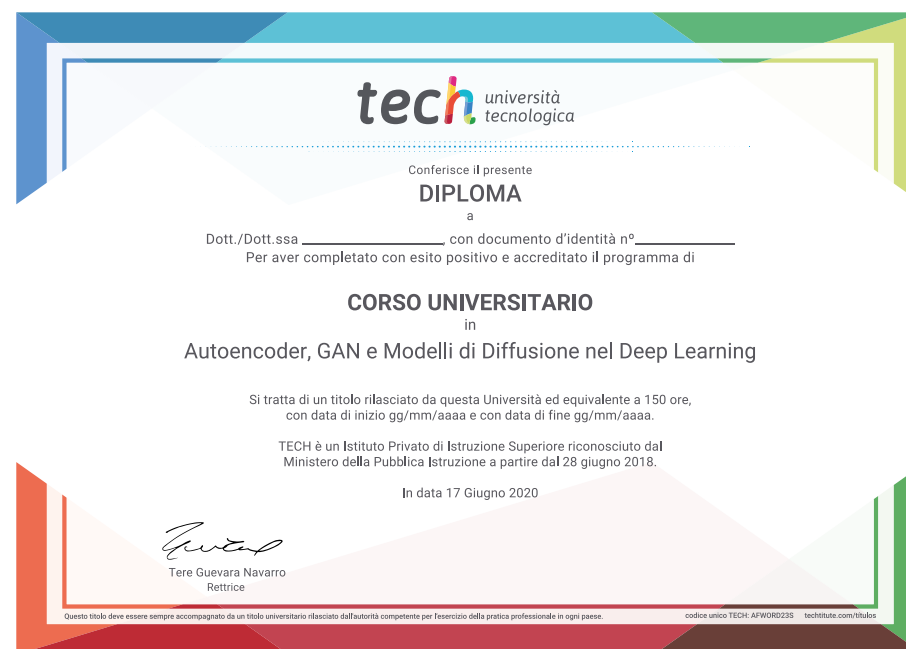 tech università
tecnologica
Conferisce il presente
DIPLOMA
a
Dott./Dott.ssa ____________________, con documento d'identità nº______________
Per aver completato con esito positivo e accreditato il programma di
CORSO UNIVERSITARIO
in
Autoencoder, GAN e Modelli di Diffusione nel Deep Learning
Si tratta di un titolo rilasciato da questa Università ed equivalente a 150 ore,
con data di inizio gg/mm/aaaa e con data di fine gg/mm/aaaa.
TECH è un Istituto Privato di Istruzione Superiore riconosciuto dal
Ministero della Pubblica Istruzione a partire dal 28 giugno 2018.
In data 17 Giugno 2020
Tere Guevara Navarro
Rettrice
Questo titolo deve essere sempre accompagnato da un titolo universitario rilasciato dall'autorità competente per l'esercizio della pratica professionale in ogni paese. codice unico TECH: AFWORD23S techtitute.com/titulos